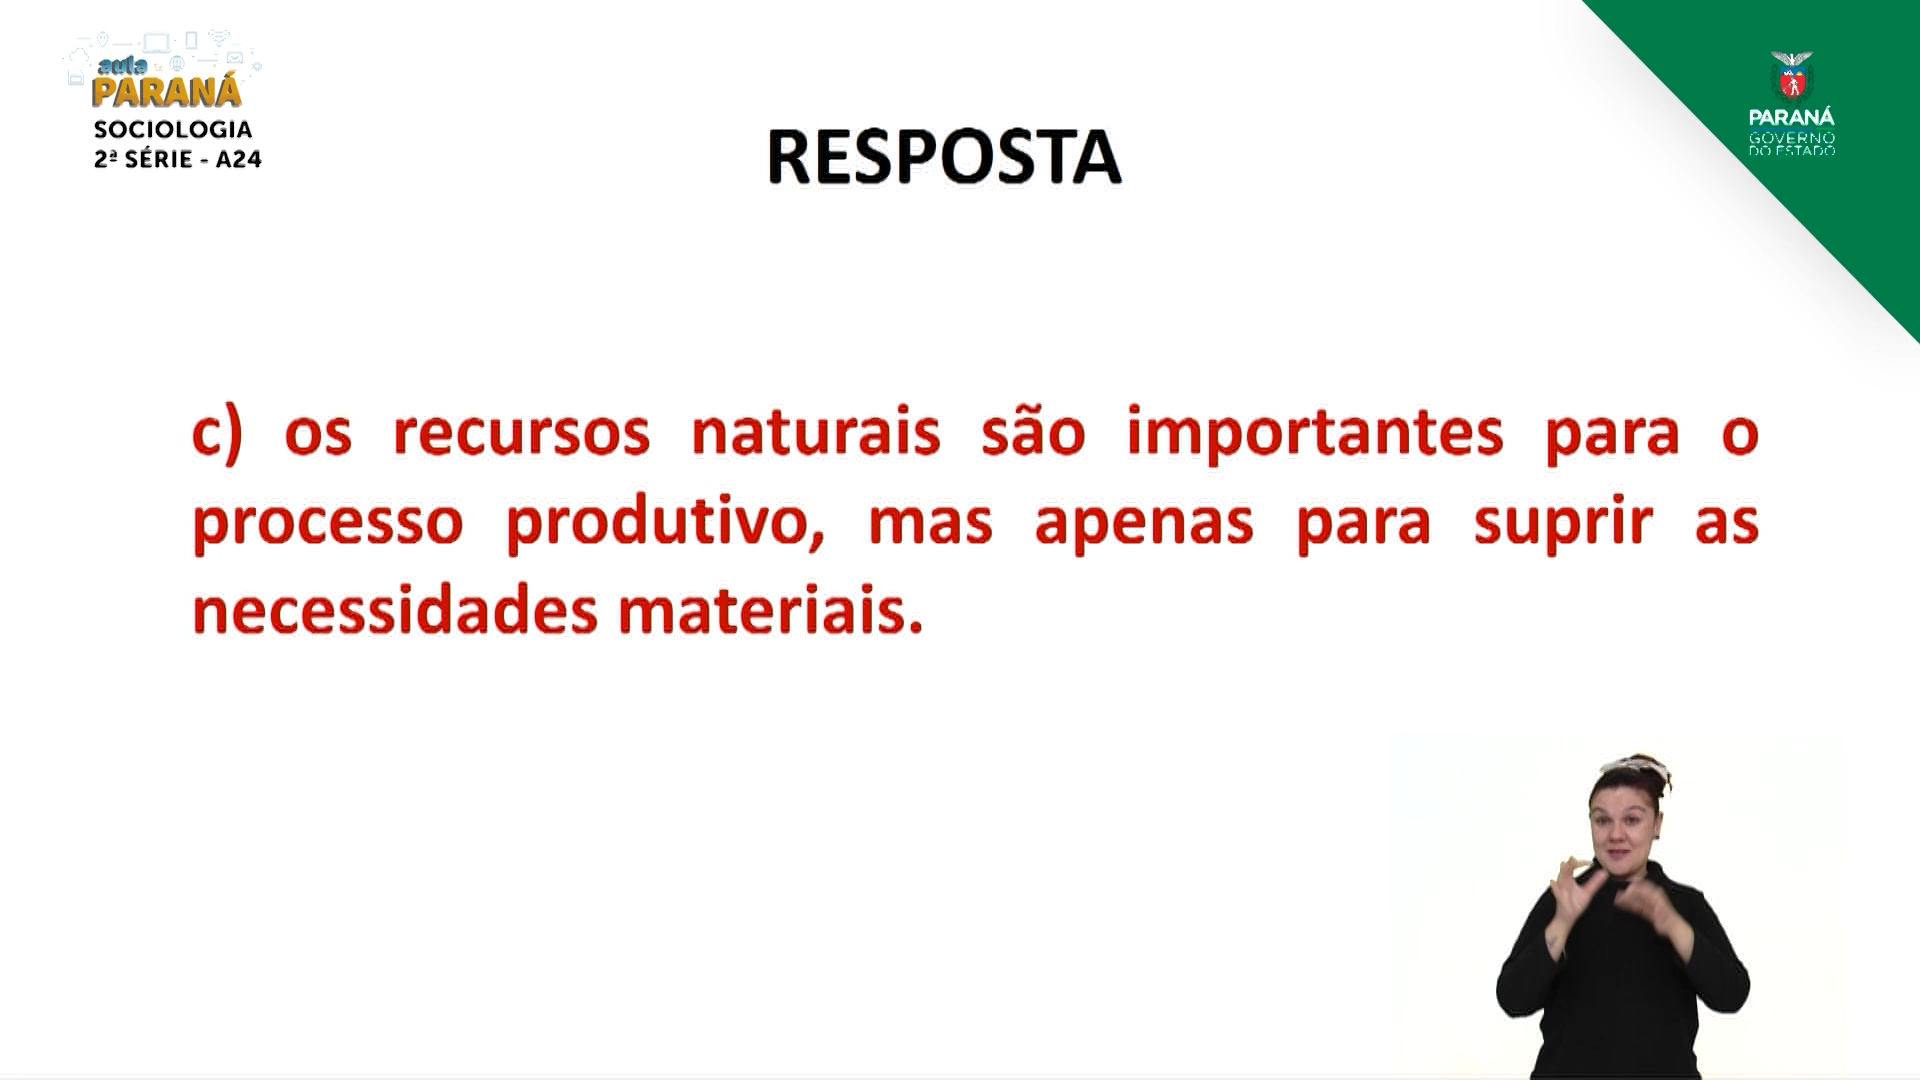 aula
PARANÁ
SOCIOLOGIA
2ª SÉRIE - A24
PARANÁ
GOVERNO
DO ESTADO
RESPOSTA
c) os recursos naturais são importantes para o
processo produtivo, mas apenas para suprir as
necessidades materiais.